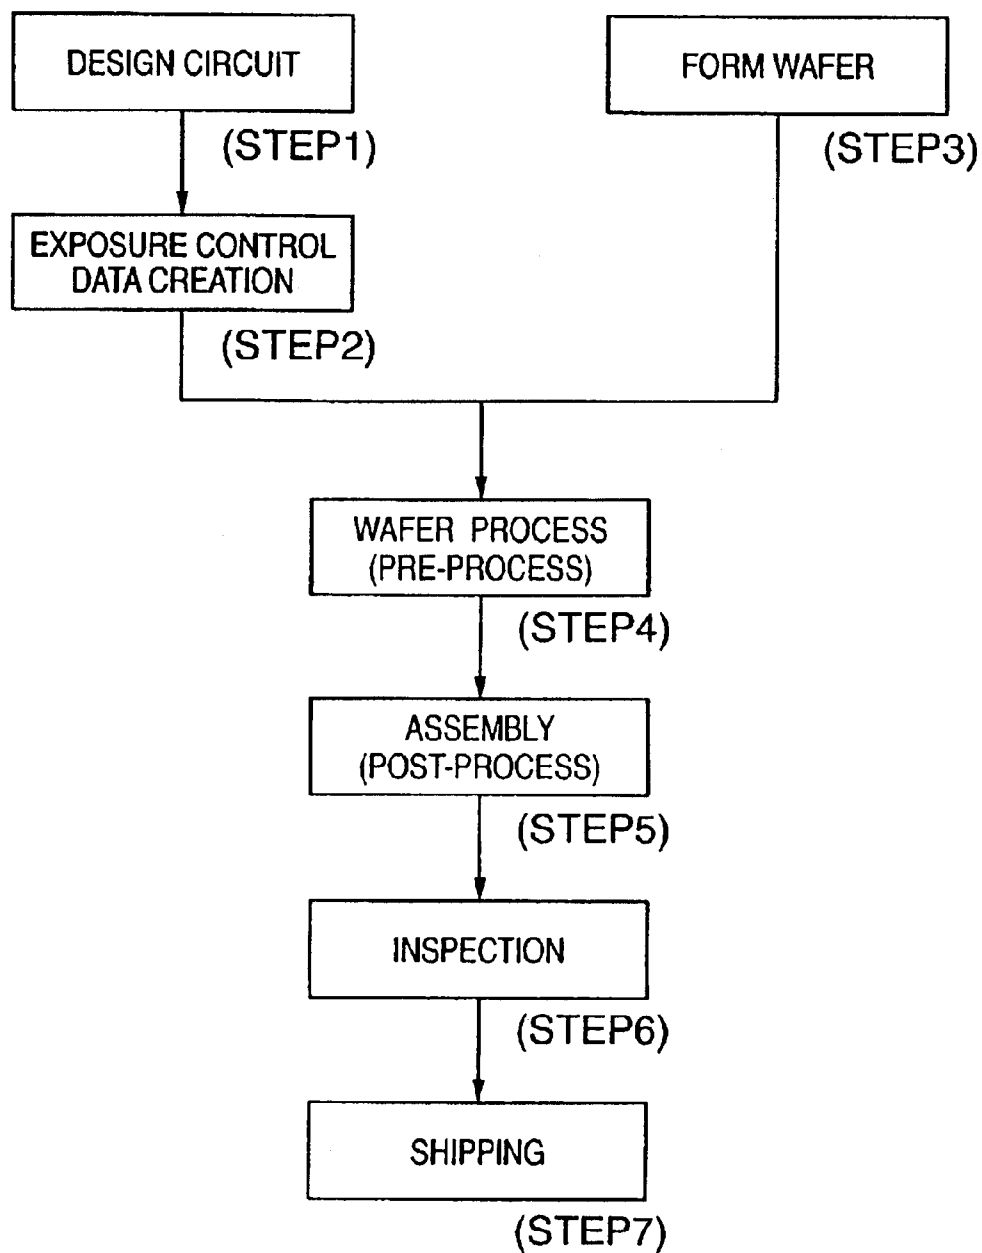 DESIGN CIRCUIT
(STEP1)
FORM WAFER
(STEP3)
EXPOSURE CONTROL
DATA CREATION
(STEP2)
WAFER PROCESS
(PRE-PROCESS)
(STEP4)
ASSEMBLY
(POST-PROCESS)
(STEP5)
INSPECTION
(STEP6)
SHIPPING
(STEP7)